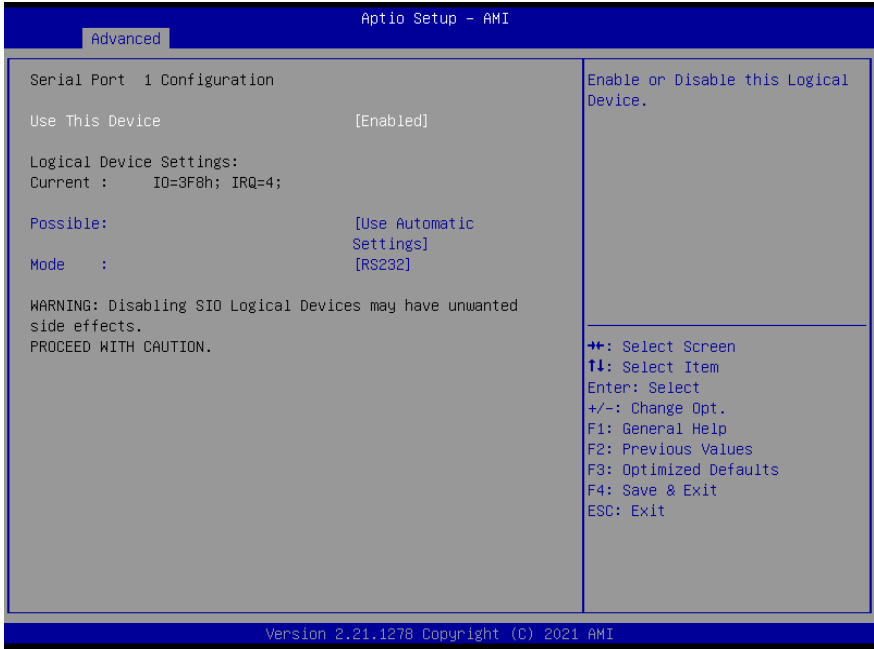 Aptio Setup – AMI
Advanced
Serial Port 1 Configuration
Use This Device [Enabled]
Logical Device Settings:
Current : IO=3F8h; IRQ=4;
Possible: [Use Automatic
Settings]
Mode : [RS232]
WARNING: Disabling SIO Logical Devices may have unwanted
side effects.
PROCEED WITH CAUTION.
Enable or Disable this Logical
Device.
→←: Select Screen
↑↓: Select Item
Enter: Select
+/-: Change Opt.
F1: General Help
F2: Previous Values
F3: Optimized Defaults
F4: Save & Exit
ESC: Exit
Version 2.21.1278 Copyright (C) 2021 AMI